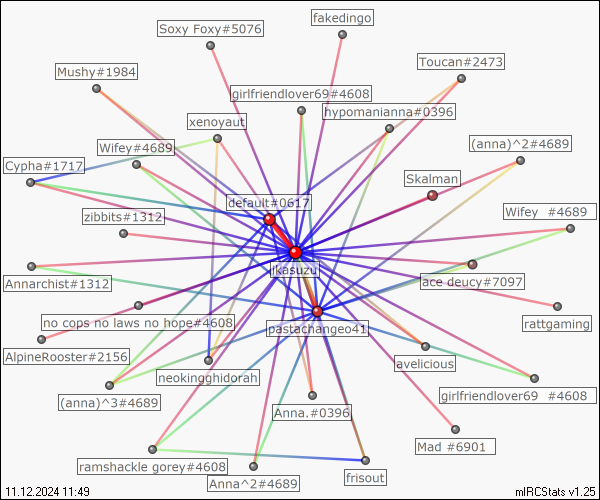 Soxy Foxy#5076
fakedingo
Mushy#1984
Toucan#2473
girlfriendlover69#4608
hypomanianna#0396
xenoyaut
Wifey#4689
(anna)^2#4689
Cypha#1717
Skalman
default#0617
zibbits#1312
Wifey #4689
ikasuzu
Annarchist#1312
ace deucy#7097
no cops no laws no hope#4608
rattgaming
pastachangeo41
AlpineRooster#2156
avelicious
neokingghidorah
girlfriendlover69 #4608
(anna)^3#4689
Anna.#0396
Mad #6901
ramshackle gorey#4608
frisout
Anna^2#4689
11.12.2024 11:49
mIRCStats v1.25